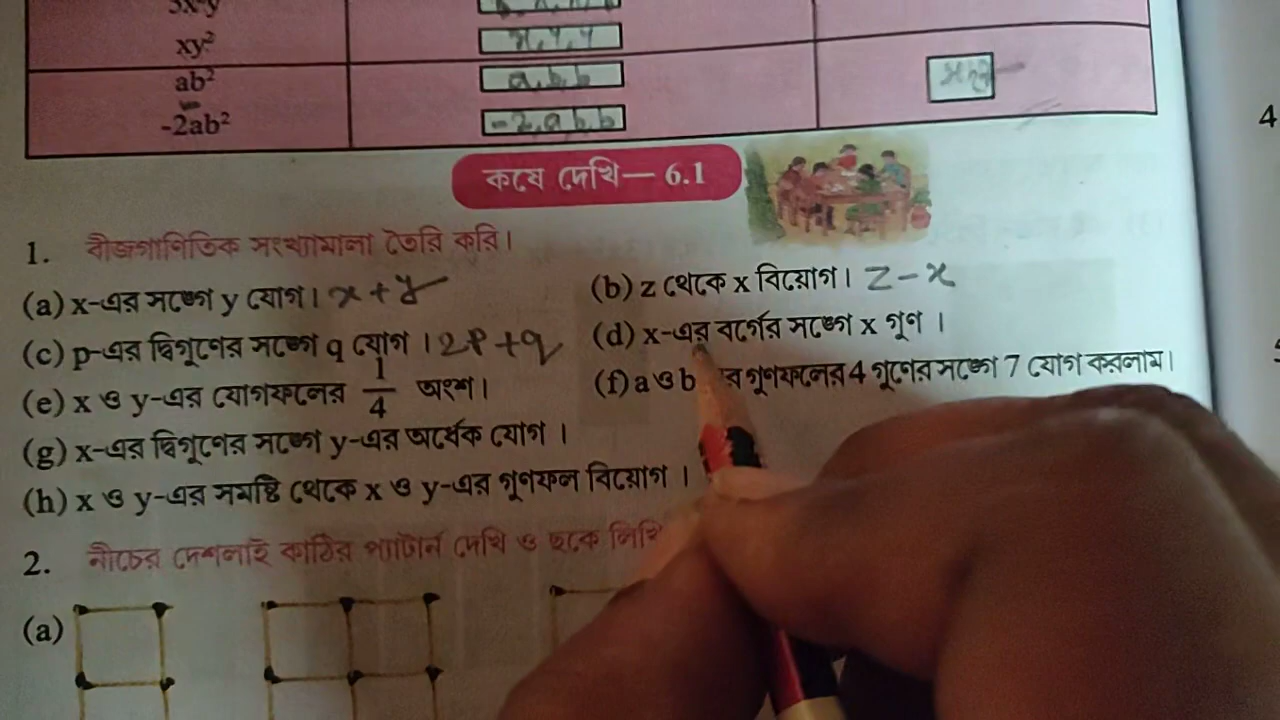 3x²y
xy² x, y, y
ab² a, b, b
-2ab² -2, a, b, b
কষে দেখি— 6.1
1. বীজগাণিতিক সংখ্যামালা তৈরি করি।
(a) x-এর সঙ্গে y যোগ। x + y (b) z থেকে x বিয়োগ। z - x
(c) p-এর দ্বিগুণের সঙ্গে q যোগ। 2p + q (d) x-এর বর্গের সঙ্গে x গুণ।
(e) x ও y-এর যোগফলের 1/4 অংশ। (f) a ও b র গুণফলের 4 গুণের সঙ্গে 7 যোগ করলাম।
(g) x-এর দ্বিগুণের সঙ্গে y-এর অর্ধেক যোগ।
(h) x ও y-এর সমষ্টি থেকে x ও y-এর গুণফল বিয়োগ।
2. নীচের দেশলাই কাঠির প্যাটার্ন দেখি ও ছকে লিখি
(a)
4